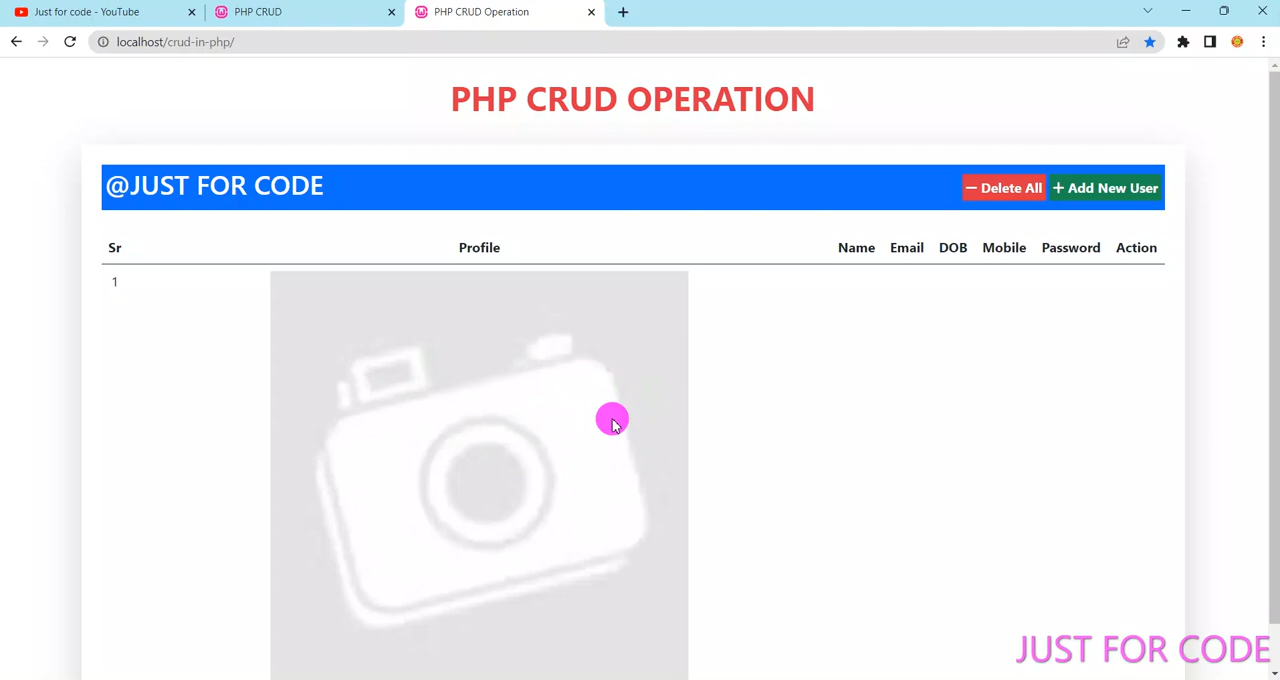 Just for code - YouTube
PHP CRUD
PHP CRUD Operation
localhost/crud-in-php/
PHP CRUD OPERATION
@JUST FOR CODE
Delete All
Add New User
Sr Profile Name Email DOB Mobile Password Action
1
JUST FOR CODE